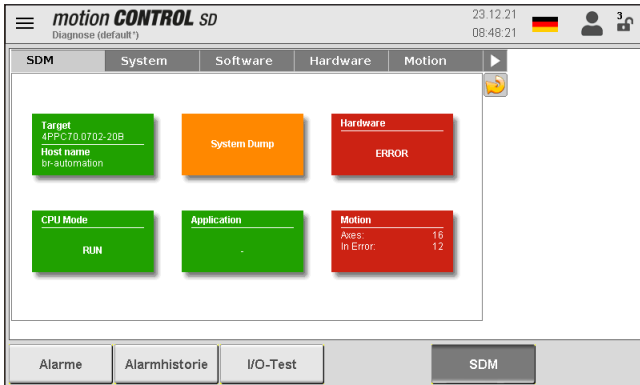 motion CONTROL SD
Diagnose (default*)
23.12.21
08:48:21
3
SDM
System
Software
Hardware
Motion
Target
4PPC70.0702-20B
Host name
br-automation
System Dump
Hardware
ERROR
CPU Mode
RUN
Application
-
Motion
Axes: 16
In Error: 12
Alarme
Alarmhistorie
I/O-Test
SDM